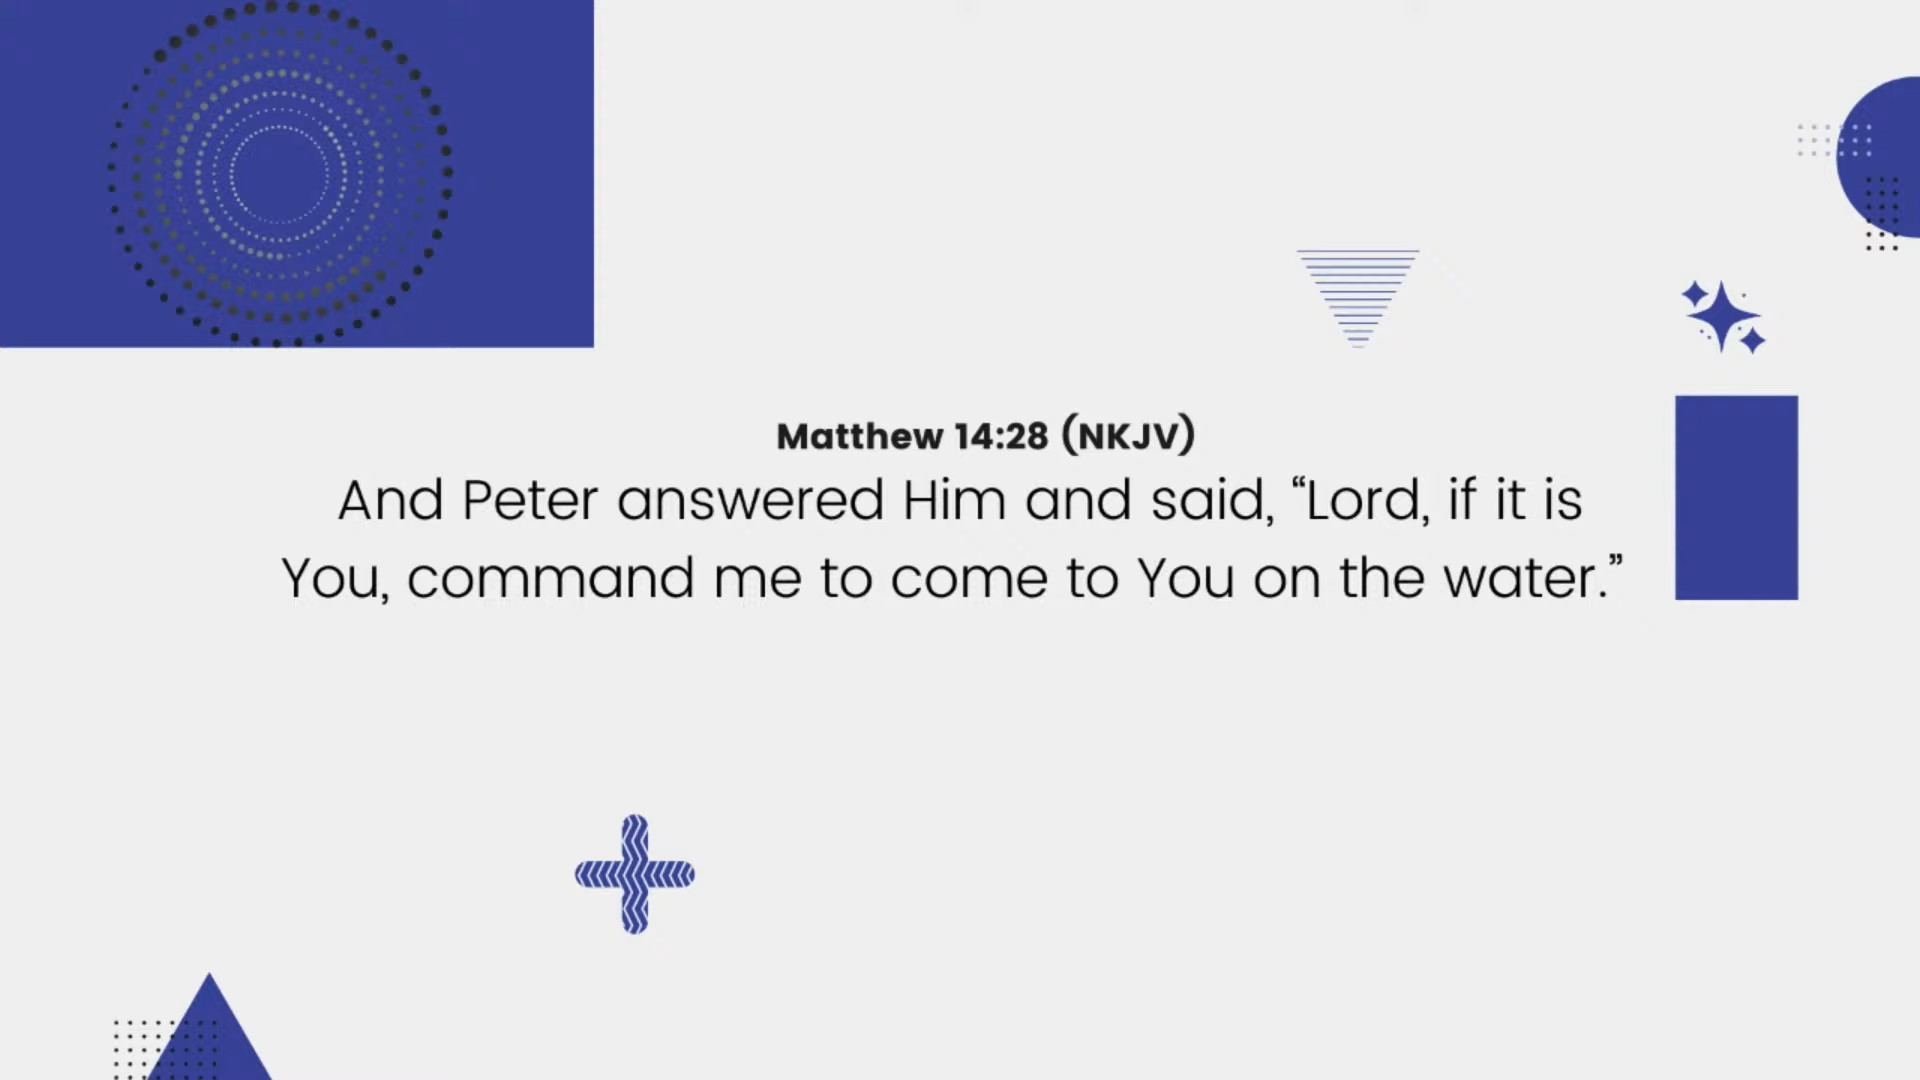 Matthew 14:28 (NKJV)
And Peter answered Him and said, “Lord, if it is
You, command me to come to You on the water.”